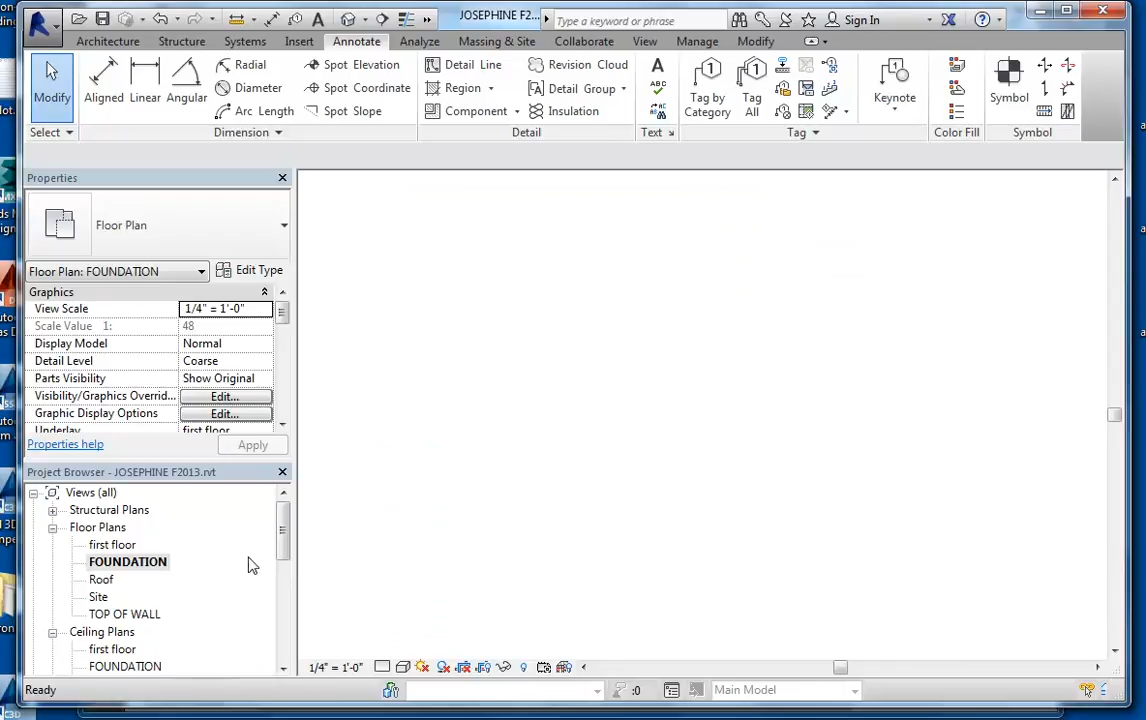 JOSEPHINE F2...
Type a keyword or phrase
Sign In
Architecture Structure Systems Insert Annotate Analyze Massing & Site Collaborate View Manage Modify
Modify
Aligned Linear Angular
Radial
Diameter
Arc Length
Spot Elevation
Spot Coordinate
Spot Slope
Detail Line
Region
Component
Revision Cloud
Detail Group
Insulation
A
ABC
Tag by
Category
Tag
All
Keynote
Symbol
Select Dimension Detail Text Tag Color Fill Symbol
Properties
Floor Plan
Floor Plan: FOUNDATION Edit Type
Graphics
View Scale 1/4" = 1'-0"
Scale Value 1: 48
Display Model Normal
Detail Level Coarse
Parts Visibility Show Original
Visibility/Graphics Overrid... Edit...
Graphic Display Options Edit...
Underlay first floor
Properties help Apply
Project Browser - JOSEPHINE F2013.rvt
Views (all)
Structural Plans
Floor Plans
first floor
FOUNDATION
Roof
Site
TOP OF WALL
Ceiling Plans
first floor
FOUNDATION
1/4" = 1'-0"
Ready
:0
Main Model